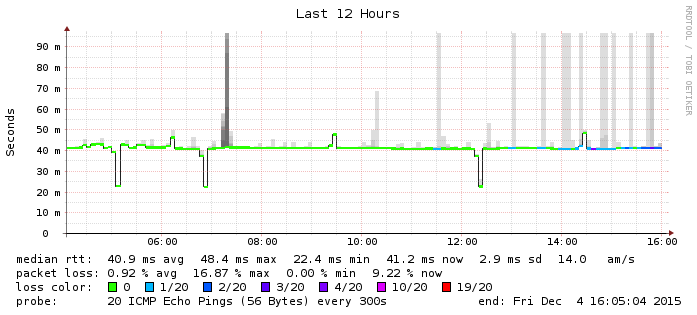 Last 12 Hours
RRDTOOL / TOBI OETIKER
Seconds
90 m
80 m
70 m
60 m
50 m
40 m
30 m
20 m
10 m
0
06:00 08:00 10:00 12:00 14:00 16:00
median rtt: 40.9 ms avg 48.4 ms max 22.4 ms min 41.2 ms now 2.9 ms sd 14.0 am/s
packet loss: 0.92 % avg 16.87 % max 0.00 % min 9.22 % now
loss color: 0 1/20 2/20 3/20 4/20 10/20 19/20
probe: 20 ICMP Echo Pings (56 Bytes) every 300s end: Fri Dec 4 16:05:04 2015